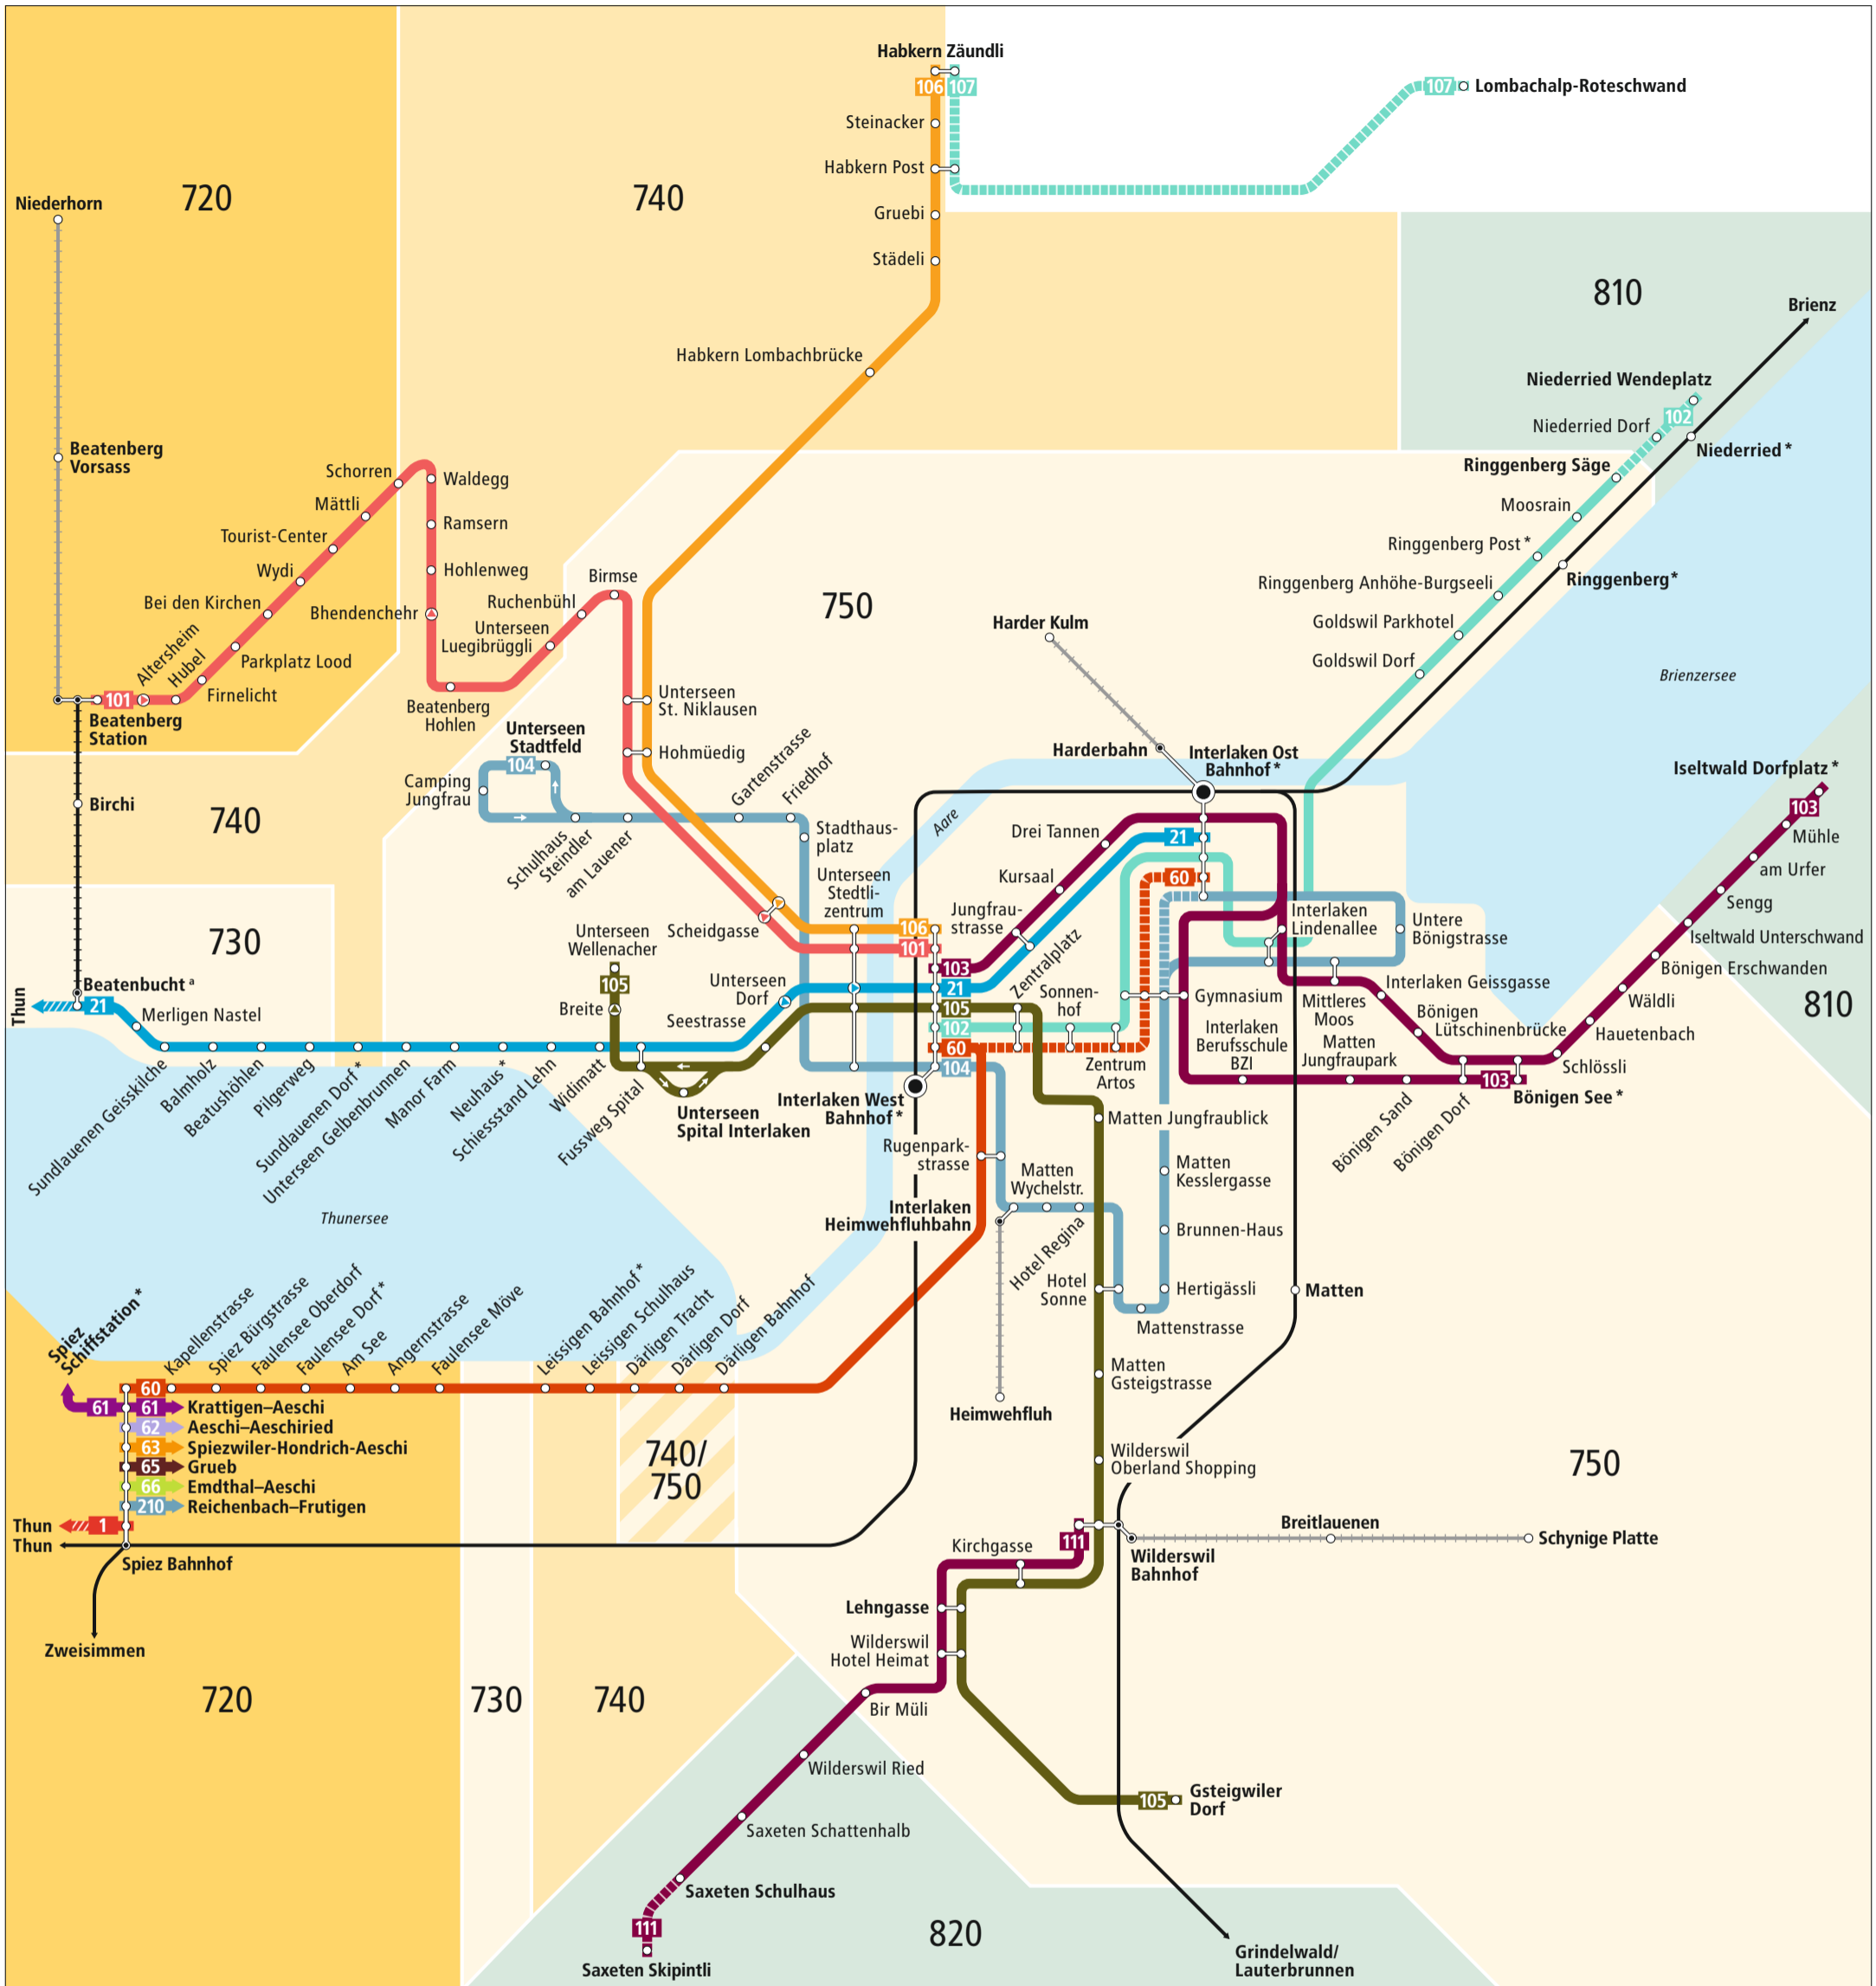 Habkern Zäundli
106
107
107
Lombachalp-Roteschwand
Steinacker
Habkern Post
Gruebi
Städeli
Habkern Lombachbrücke
720
740
Niederhorn
810
Brienz
Niederried Wendeplatz
102
Niederried Dorf
Niederried *
Ringgenberg Säge
Moosrain
Ringgenberg Post *
Ringgenberg *
Ringgenberg Anhöhe-Burgseeli
Goldswil Parkhotel
Goldswil Dorf
Brienzersee
Beatenberg
Vorsass
Schorren
Waldegg
Mättli
Ramsern
Tourist-Center
Hohlenweg
Wydi
Bei den Kirchen
Bhendenchehr
Altersheim
Hubel
Parkplatz Lood
Firnelicht
101
Beatenberg
Station
Beatenberg
Hohlen
Unterseen
Luegibrüggli
Ruchenbühl
Birmse
750
Harder Kulm
Harderbahn
Interlaken Ost
Bahnhof *
Unterseen
St. Niklausen
Hohmüedig
Unterseen
Stadtfeld
104
Camping
Jungfrau
Schulhaus
Steindler
am Lauener
Gartenstrasse
Friedhof
Stadthaus-
platz
Aare
Birchi
740
730
Beatenbucht a
Thun
21
Merligen Nastel
Sundlauenen Geisskilche
Balmholz
Beatushöhlen
Pilgerweg
Sundlauenen Dorf *
Unterseen Gelbenbrunnen
Manor Farm
Neuhaus *
Schiessstand Lehn
Widimatt
Fussweg Spital
Thunersee
Unterseen
Wellenacher
105
Breite
Unterseen
Spital Interlaken
Seestrasse
Unterseen
Dorf
Scheidgasse
Unterseen
Stedtli-
zentrum
106
101
103
21
105
102
60
104
Interlaken West
Bahnhof *
Jungfrau-
strasse
Kursaal
Drei Tannen
21
60
Zentralplatz
Sonnen-
hof
Zentrum
Artos
Gymnasium
Interlaken
Lindenallee
Untere
Bönigstrasse
Interlaken Geissgasse
Mittleres
Moos
Bönigen
Lütschinenbrücke
Interlaken
Berufsschule
BZI
Matten
Jungfraupark
Bönigen Sand
Bönigen Dorf
103
Bönigen See *
Schlössli
Hauetenbach
Wäldli
Bönigen Erschwanden
Iseltwald Unterschwand
Sengg
am Urfer
Mühle
103
Iseltwald Dorfplatz *
810
Matten Jungfraublick
Matten
Kesslergasse
Brunnen-Haus
Hertigässli
Mattenstrasse
Matten
Rugenpark-
strasse
Matten
Wychelstr.
Interlaken
Heimwehfluhbahn
Hotel Regina
Hotel
Sonne
Heimwehfluh
Matten
Gsteigstrasse
Wilderswil
Oberland Shopping
750
Spiez
Schiffstation *
Kapellenstrasse
Spiez Bürgstrasse
Faulensee Oberdorf
Faulensee Dorf *
Am See
Angernstrasse
Faulensee Möve
Leissigen Bahnhof *
Leissigen Schulhaus
Därligen Tracht
Därligen Dorf
Därligen Bahnhof
60
61
61
Krattigen–Aeschi
62
Aeschi–Aeschiried
63
Spiezwiler-Hondrich-Aeschi
65
Grueb
66
Emdthal–Aeschi
210
Reichenbach–Frutigen
Thun
1
Thun
Spiez Bahnhof
Zweisimmen
740/
750
720
730
740
Kirchgasse
111
Wilderswil
Bahnhof
Breitlauenen
Schynige Platte
Lehngasse
Wilderswil
Hotel Heimat
Bir Müli
Wilderswil Ried
Saxeten Schattenhalb
Saxeten Schulhaus
111
Saxeten Skipintli
105
Gsteigwiler
Dorf
820
Grindelwald/
Lauterbrunnen